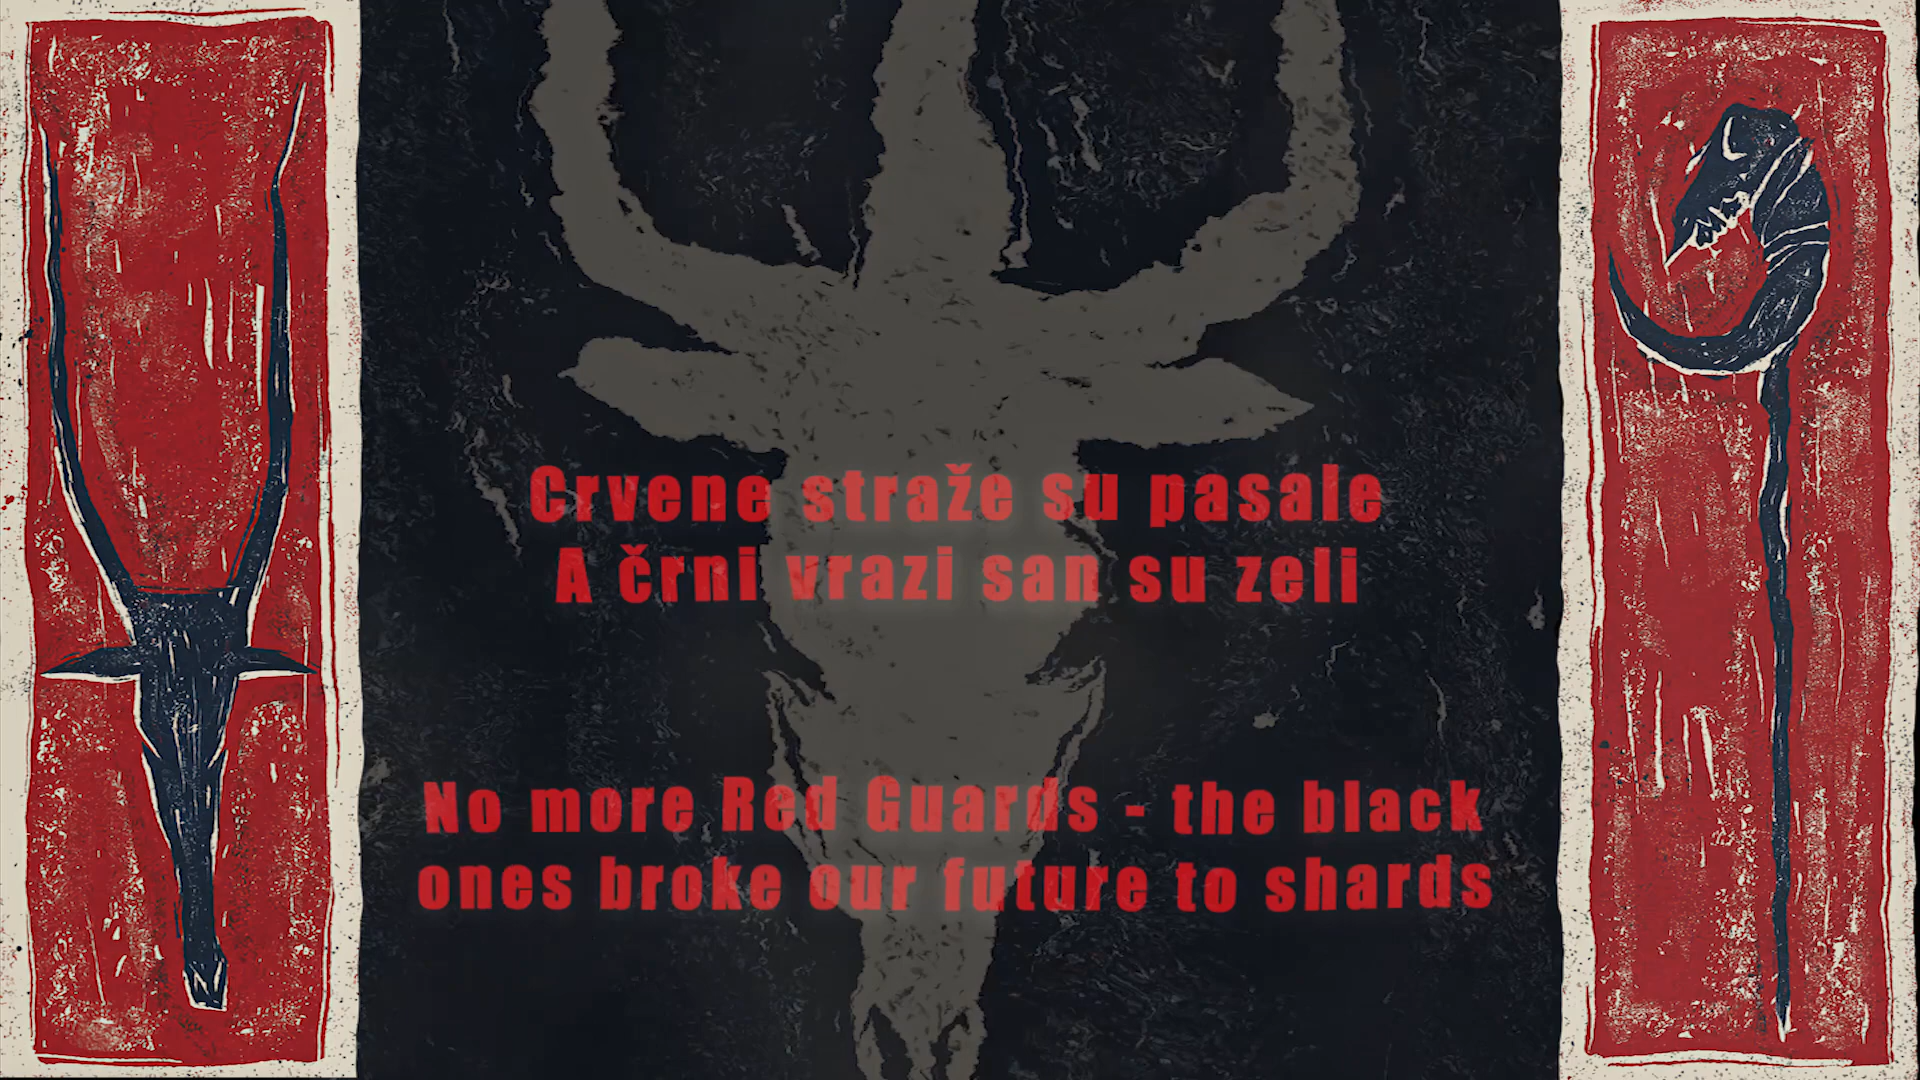 Crvene straže su pasale
A črni vrazi san su zeli
No more Red Guards - the black
ones broke our future to shards